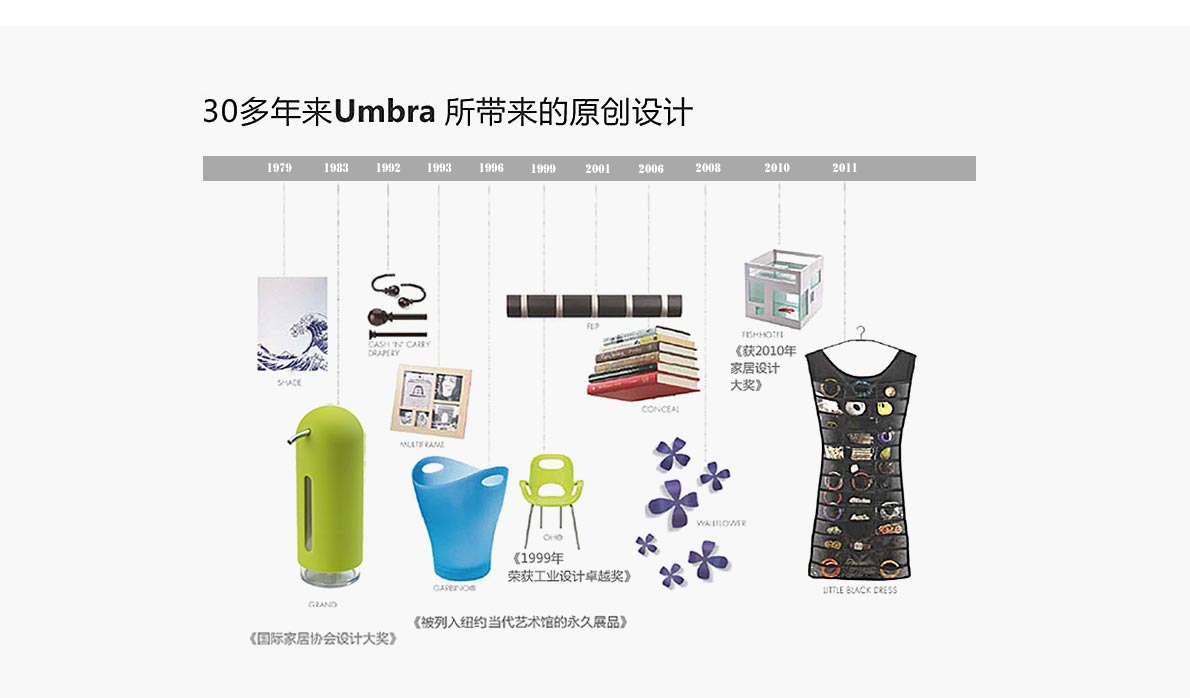 30多年来Umbra 所带来的原创设计
1979 1983 1992 1993 1996 1999 2001 2006 2008 2010 2011
SHADE
CASH 'N' CARRY
DRAPERY
FLIP
FISHHOTEL
《获2010年
家居设计
大奖》
CONCEAL
MULTIFRAME
WALLFLOWER
OH®
《1999年
荣获工业设计卓越奖》
GARBINO®
LITTLE BLACK DRESS
GRAND
《被列入纽约当代艺术馆的永久展品》
《国际家居协会设计大奖》